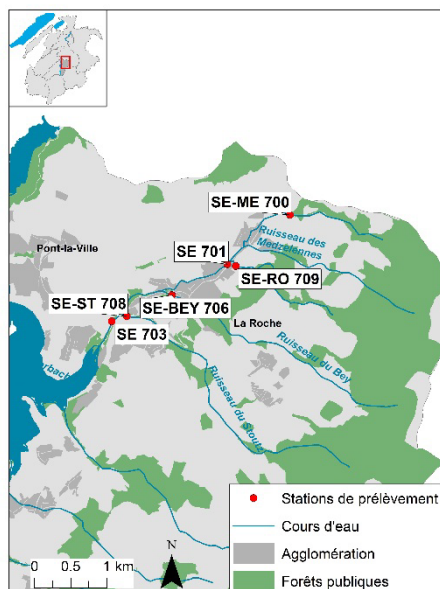 SE-ME 700
Ruisseau des
Madzélennes
SE 701
Pont-la-Ville
SE-RO 709
SE-ST 708
SE-BEY 706
La Roche
SE 703
Ruisseau du Bey
Ruisseau du Stoutz
Stations de prélèvement
Cours d'eau
N
Agglomération
0 0.5 1 km
Forêts publiques